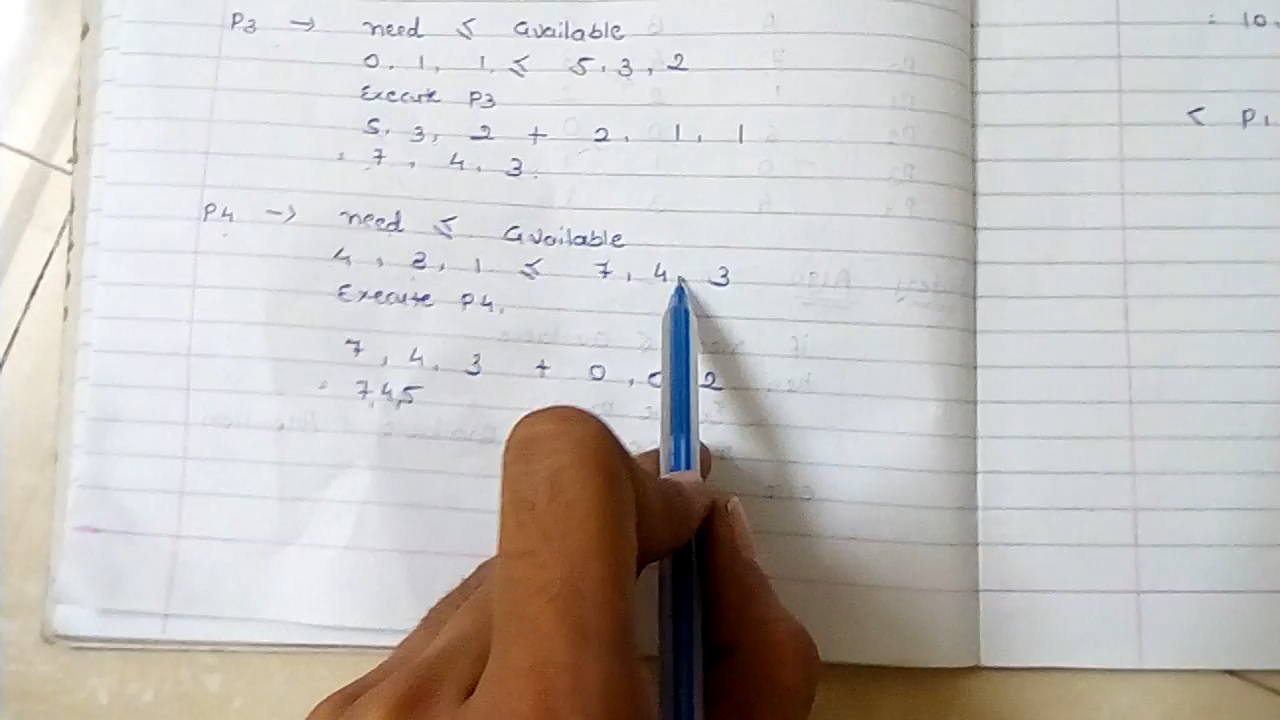 P3 → need ≤ available
0, 1, 1, ≤ 5, 3, 2
Execute P3
5, 3, 2 + 2, 1, 1
= 7, 4, 3.
P4 → need ≤ available
4, 3, 1 ≤ 7, 4, 3
Execute P4.
7, 4, 3 + 0, 2
= 7,4,5
= 10,
< P1